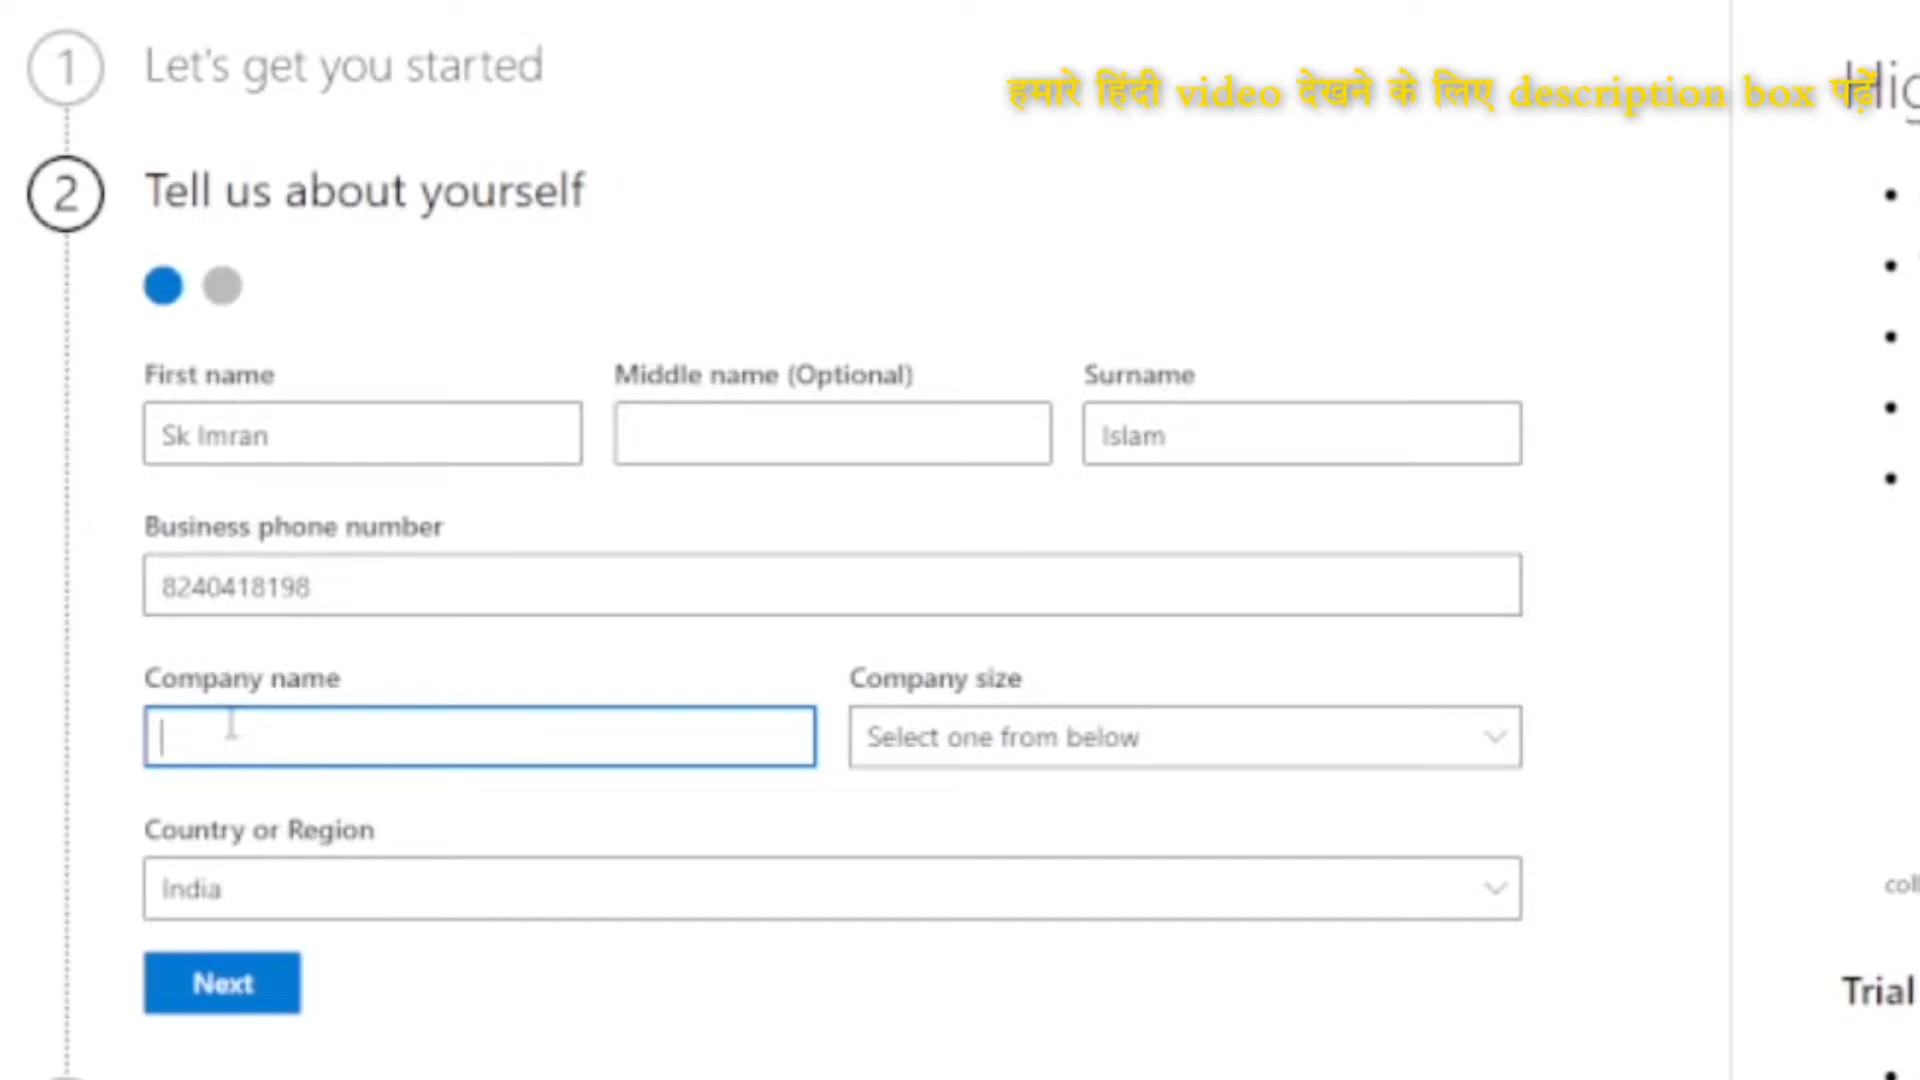 1 Let's get you started
हमारे हिंदी video देखने के लिए description box पढ़ें
2 Tell us about yourself
First name
Middle name (Optional)
Surname
Sk Imran
Islam
Business phone number
8240418198
Company name
Company size
Select one from below
Country or Region
India
Next
Trial